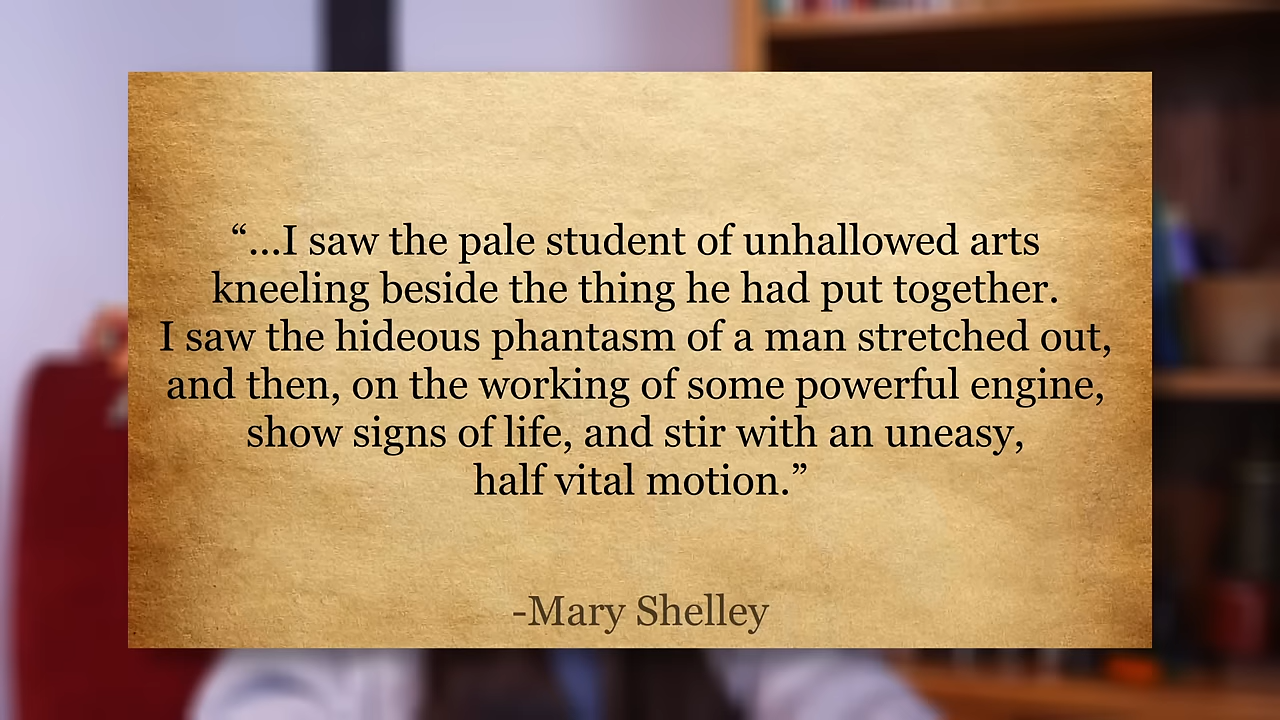 “...I saw the pale student of unhallowed arts
kneeling beside the thing he had put together.
I saw the hideous phantasm of a man stretched out,
and then, on the working of some powerful engine,
show signs of life, and stir with an uneasy,
half vital motion.”
-Mary Shelley